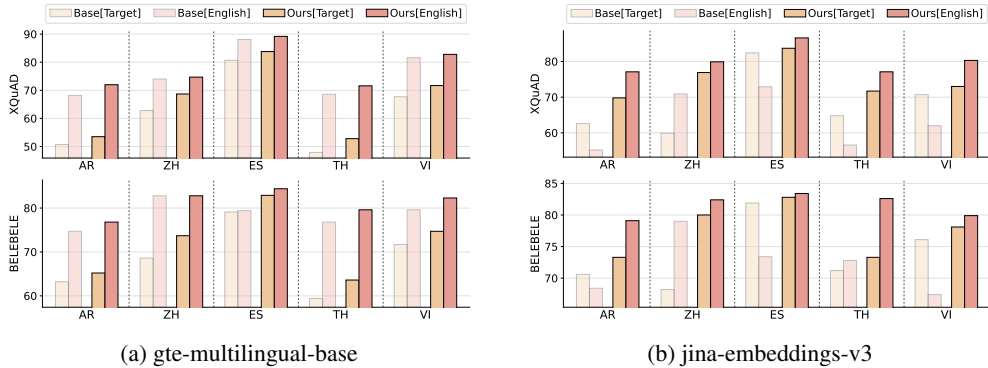 Base[Target] Base[English] Ours[Target] Ours[English]
90
80
70
60
50
XQuAD
AR ZH ES TH VI
80
70
60
BELEBELE
AR ZH ES TH VI
(a) gte-multilingual-base
Base[Target] Base[English] Ours[Target] Ours[English]
80
70
60
XQuAD
AR ZH ES TH VI
85
80
75
70
BELEBELE
AR ZH ES TH VI
(b) jina-embeddings-v3